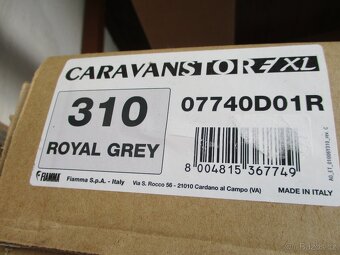 CARAVANSTORE XL
310
ROYAL GREY
07740D01R
8 004815 367749
FIAMMA
Fiamma S.p.A. - Italy
Via S. Rocco 56 - 21010 Cardano al Campo (VA)
MADE IN ITALY